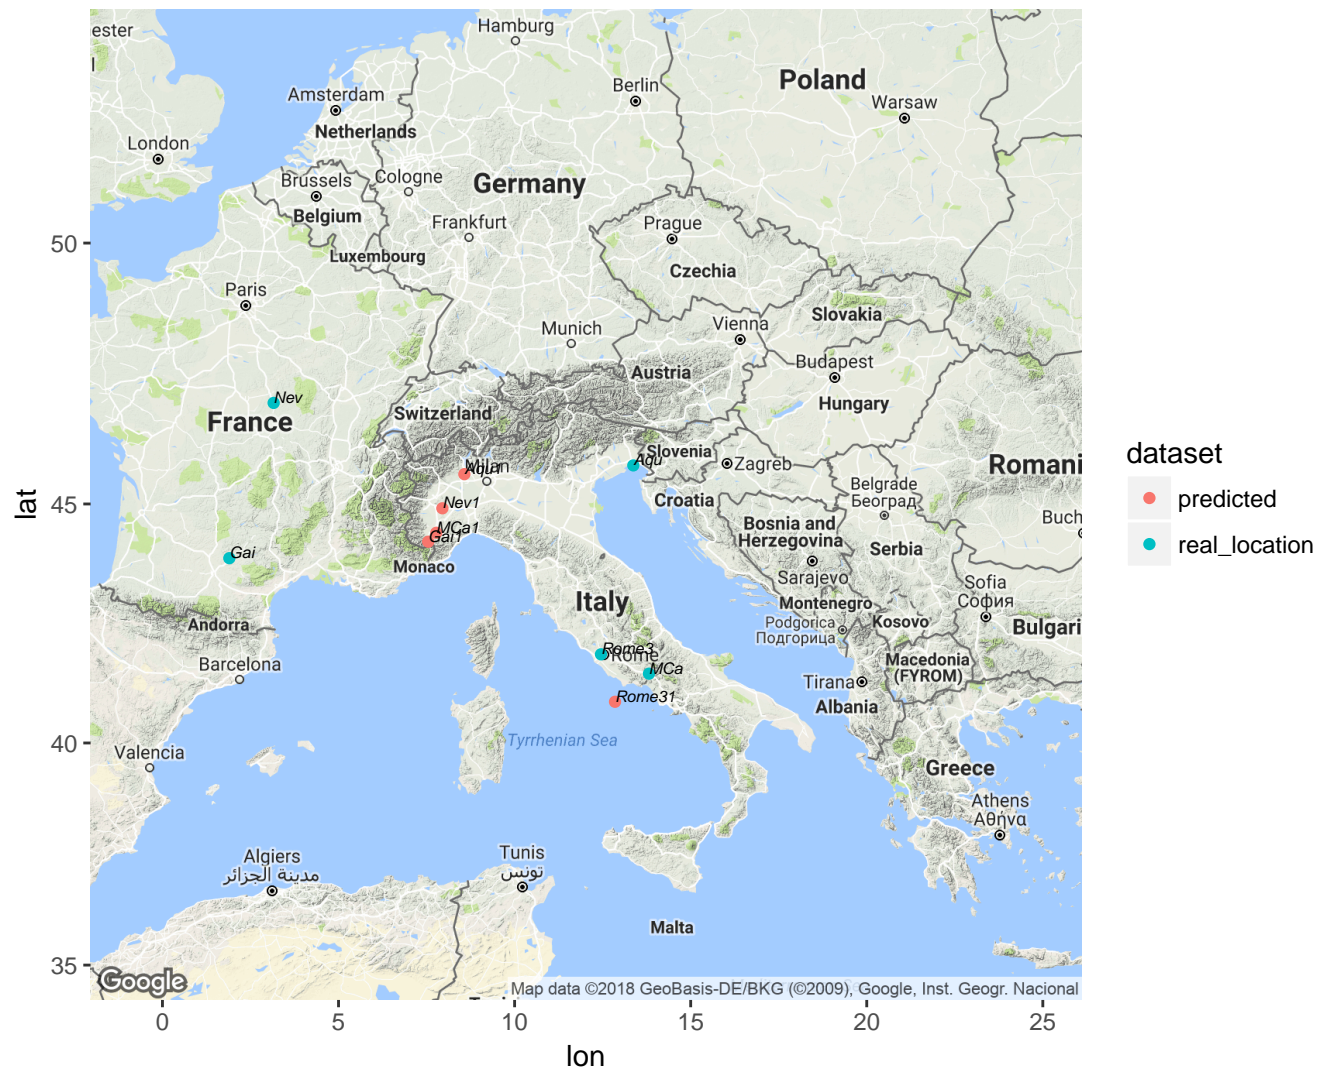 ester
l
Hamburg
Berlin
Poland
Warsaw
Amsterdam
Netherlands
London
Brussels
Cologne
Germany
Belgium
Frankfurt
Prague
Luxembourg
Czechia
50
Paris
Slovakia
Munich
Vienna
Budapest
Austria
Nev
France
Switzerland
Hungary
Milan
Aqu1
Aqu
Slovenia
Zagreb
Romani
Belgrade
Београд
45
Nev1
Croatia
Bosnia and
Herzegovina
Buch
MCa1
Gai1
Gai
Monaco
Serbia
Sarajevo
Sofia
София
Italy
Montenegro
Andorra
Podgorica
Подгорица
Kosovo
Bulgari
Rome3
Rome
MCa
Barcelona
Macedonia
(FYROM)
Tirana
Rome31
Albania
Tyrrhenian Sea
40
Valencia
Greece
Athens
Αθήνα
Algiers
مدينة الجزائر
Tunis
تونس
Malta
35
Google
Map data ©2018 GeoBasis-DE/BKG (©2009), Google, Inst. Geogr. Nacional
0
5
10
15
20
25
lon
lat
dataset
predicted
real_location